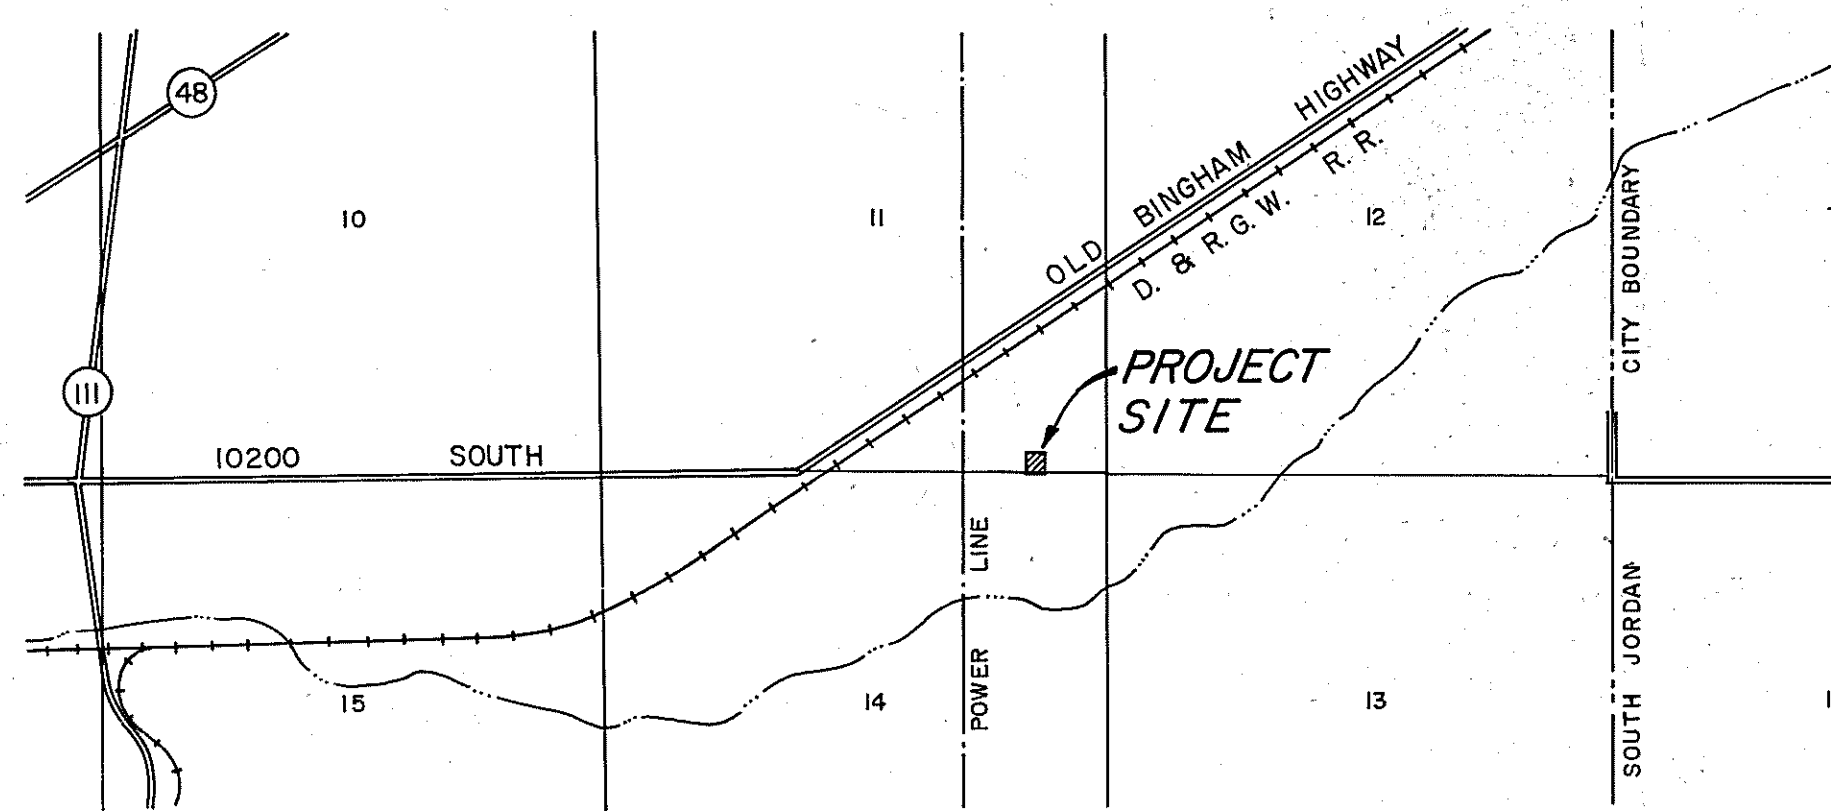 48
10
11
12
OLD BINGHAM HIGHWAY
D. & R. G. W. R. R.
111
PROJECT
SITE
10200 SOUTH
15
14
13
POWER LINE
SOUTH JORDAN CITY BOUNDARY